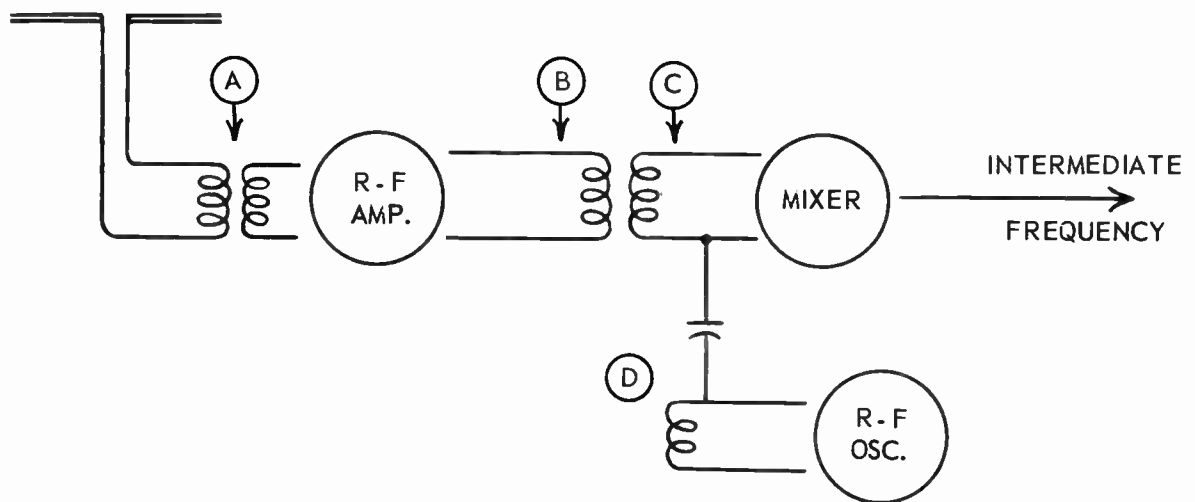 A
B
C
R-F
AMP.
MIXER
INTERMEDIATE
FREQUENCY
D
R-F
OSC.